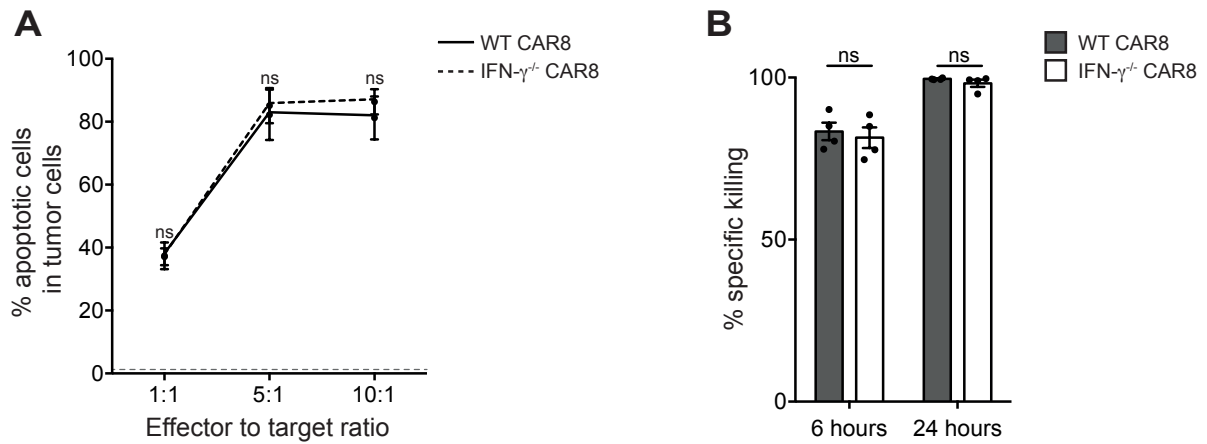 A
WT CAR8
IFN-γ-/- CAR8
% apoptotic cells
in tumor cells
100
80
60
40
20
0
ns
ns
ns
1:1
5:1
10:1
Effector to target ratio
B
WT CAR8
IFN-γ-/- CAR8
% specific killing
100
50
0
ns
ns
6 hours
24 hours